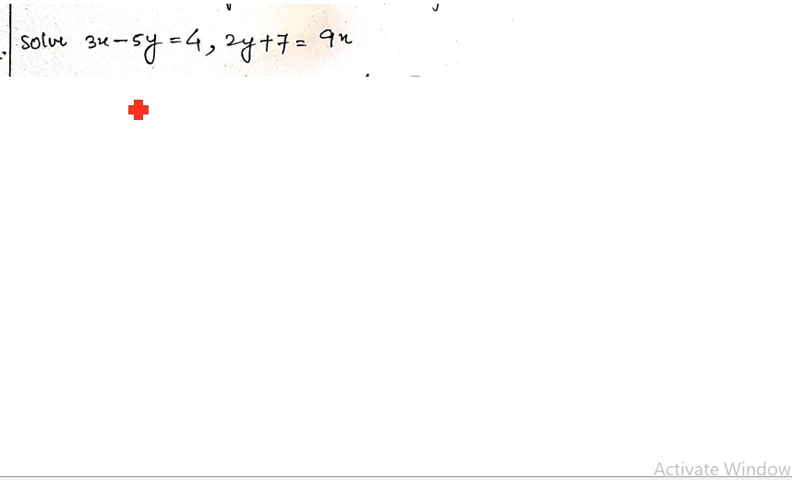 solve 3x-5y=4, 2y+7= 9x
Activate Window